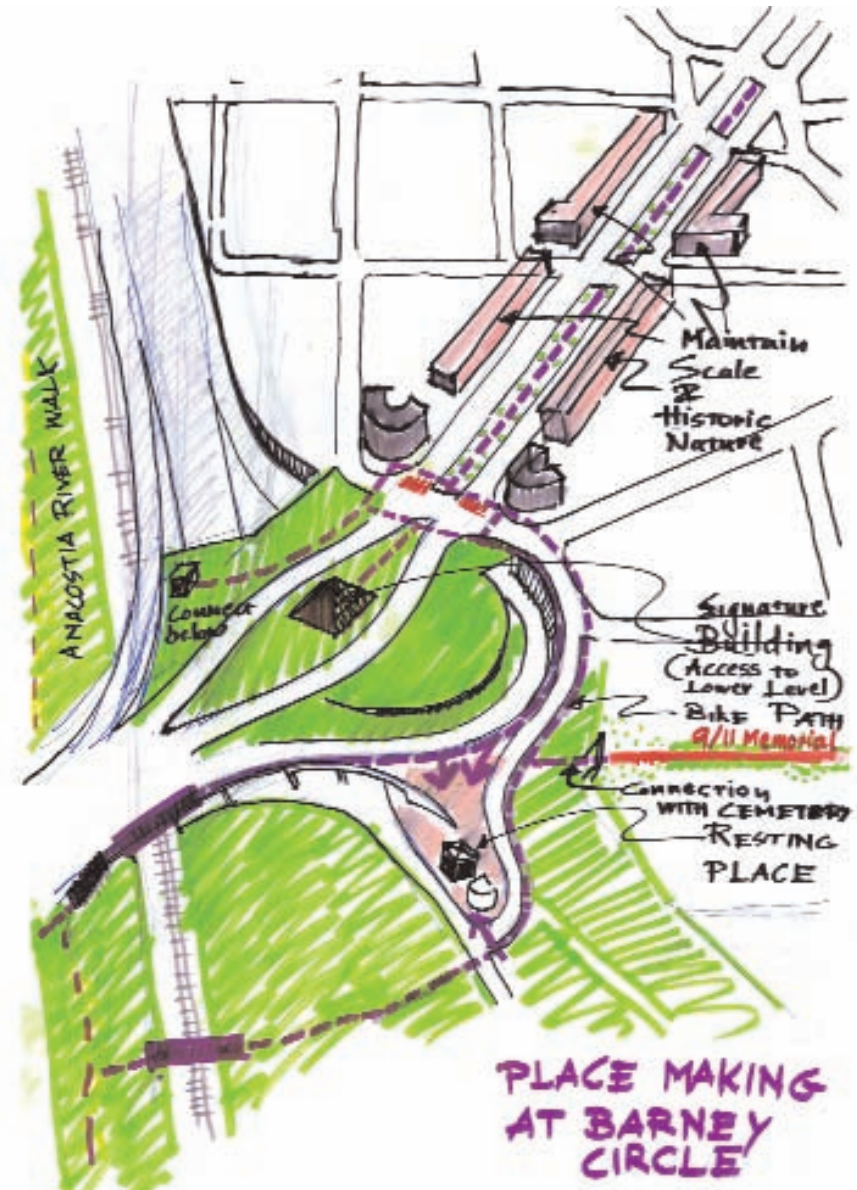 Maintain
Scale
&
Historic
Nature
ANACOSTIA RIVER WALK
Connect
below
Signature
Building
(Access to
Lower Level)
BIKE PATH
9/11 Memorial
Connection
WITH CEMETERY
RESTING
PLACE
PLACE MAKING
AT BARNEY
CIRCLE